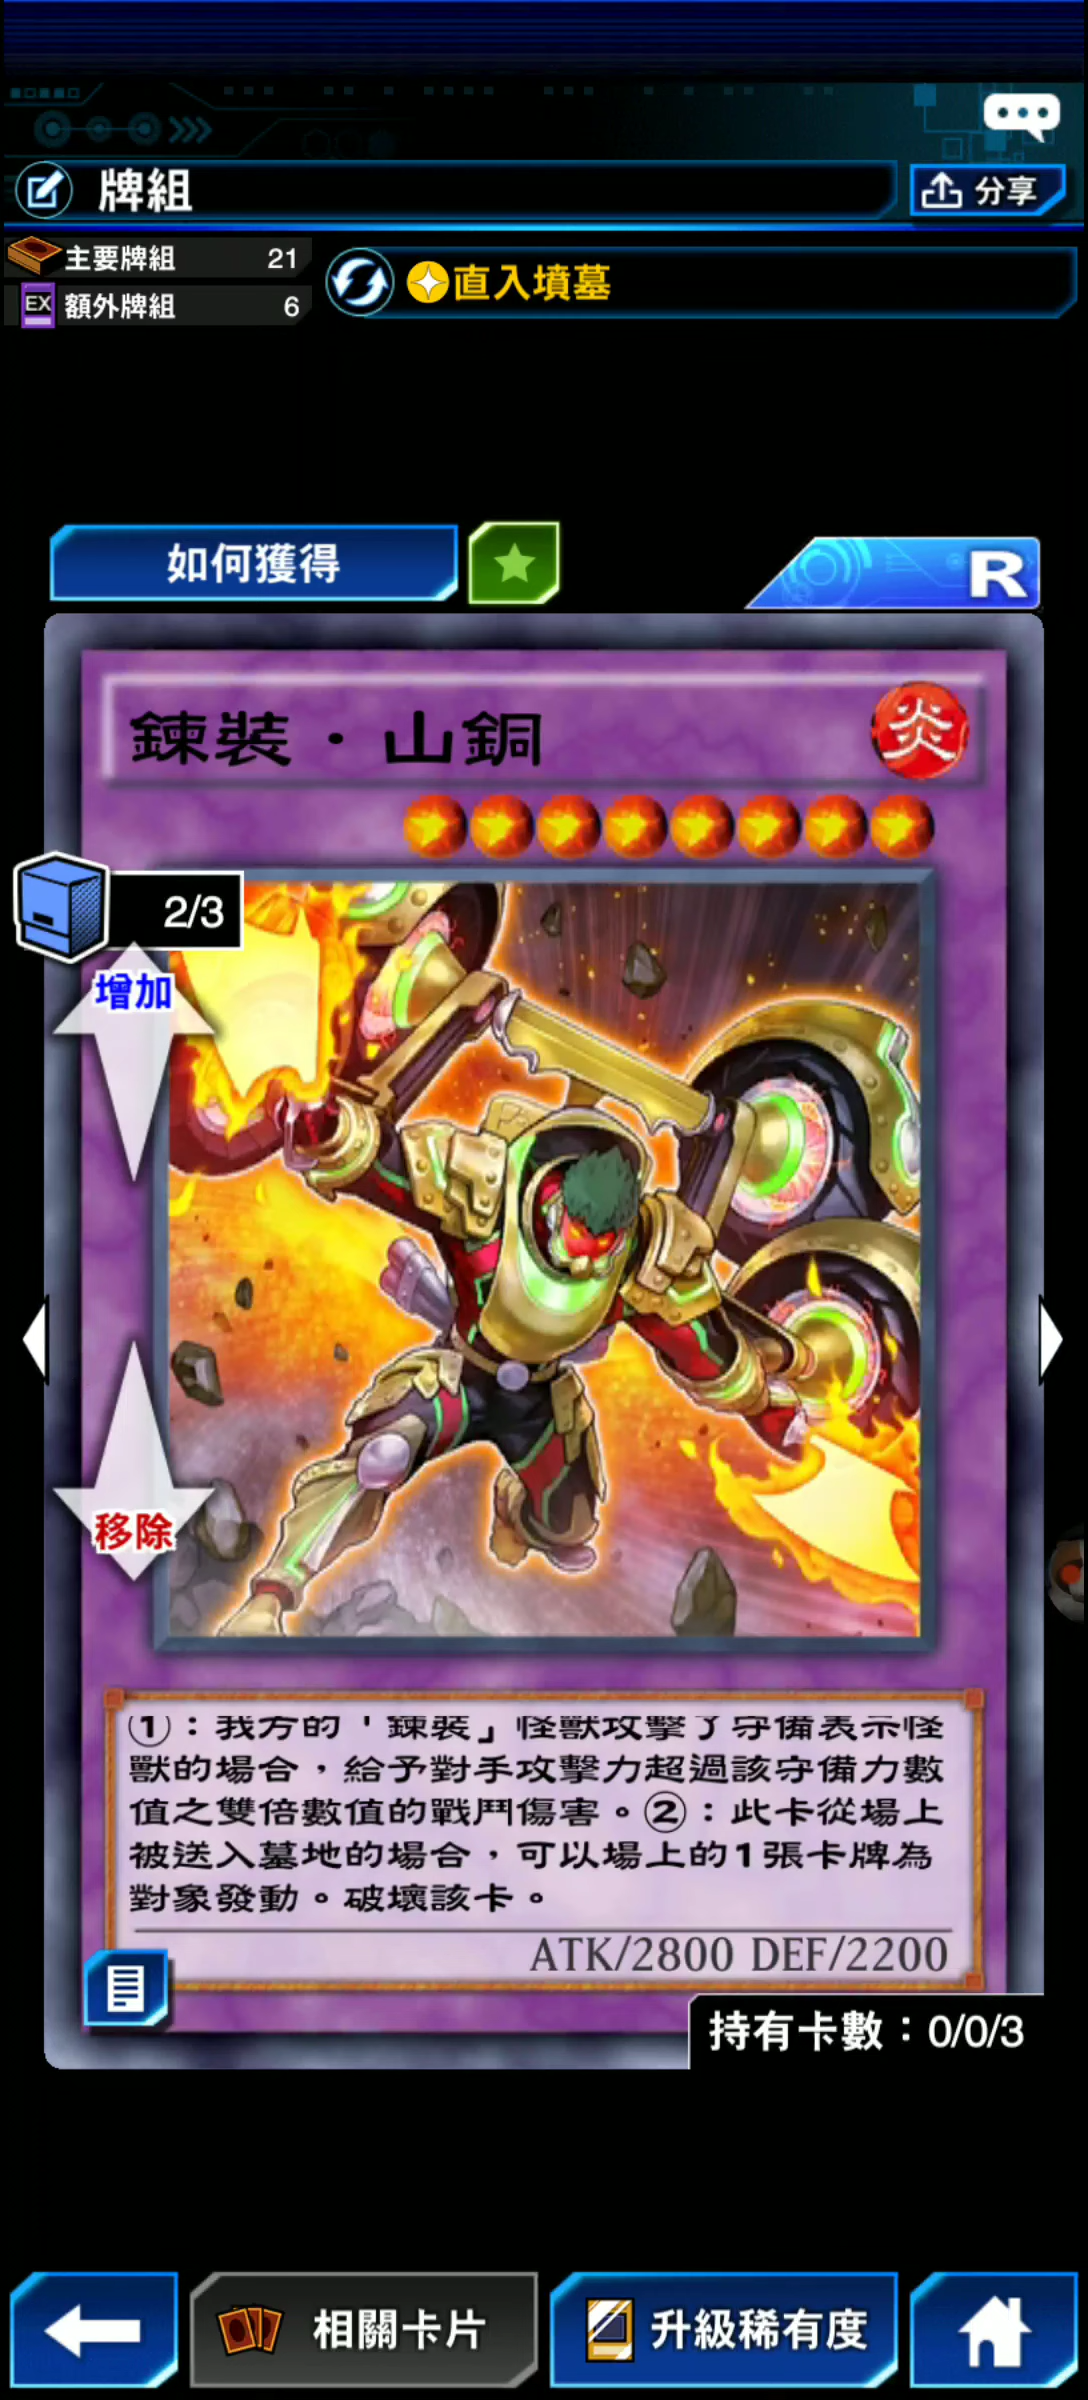 牌組
分享
主要牌組 21
EX 額外牌組 6
直入墳墓
如何獲得
R
鍊裝・山銅
炎
2/3
增加
移除
①：我方的「鍊裝」怪獸攻擊了守備表示怪
獸的場合，給予對手攻擊力超過該守備力數
值之雙倍數值的戰鬥傷害。②：此卡從場上
被送入墓地的場合，可以場上的1張卡牌為
對象發動。破壞該卡。
ATK/2800 DEF/2200
持有卡數：0/0/3
相關卡片
升級稀有度